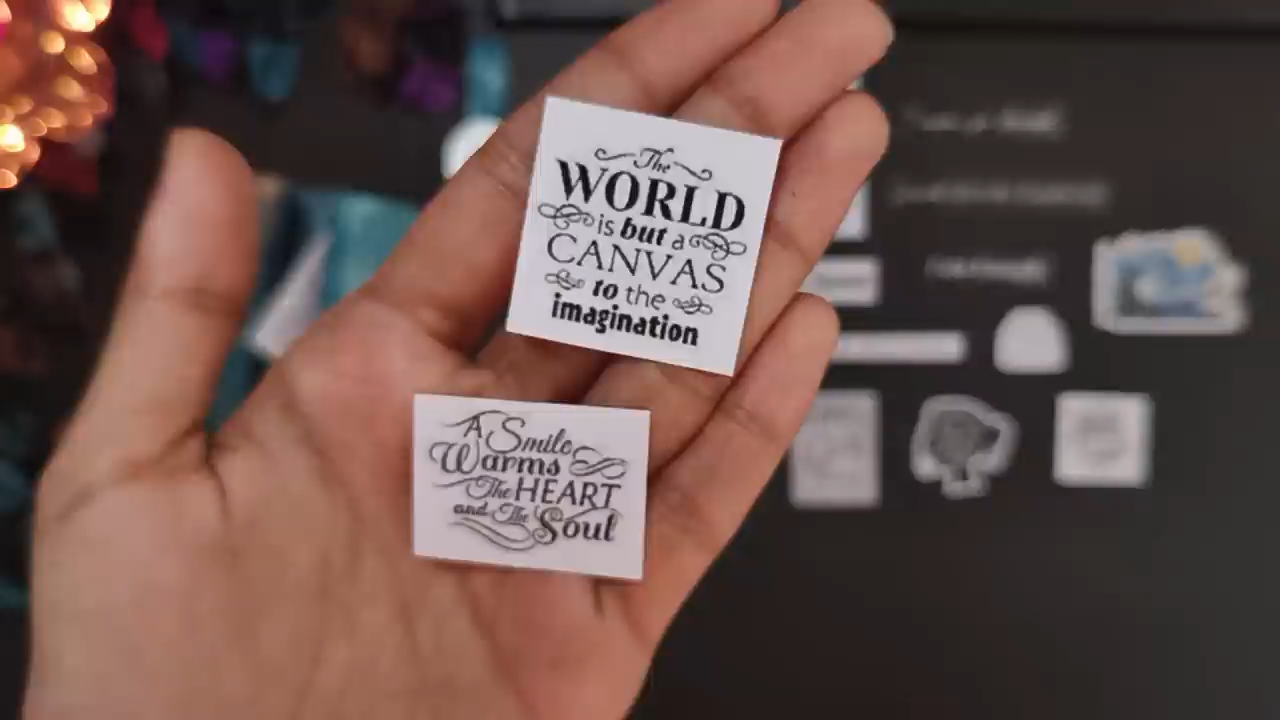 The
WORLD
is but a
CANVAS
to the
imagination
A Smile
Warms
The HEART
and The Soul